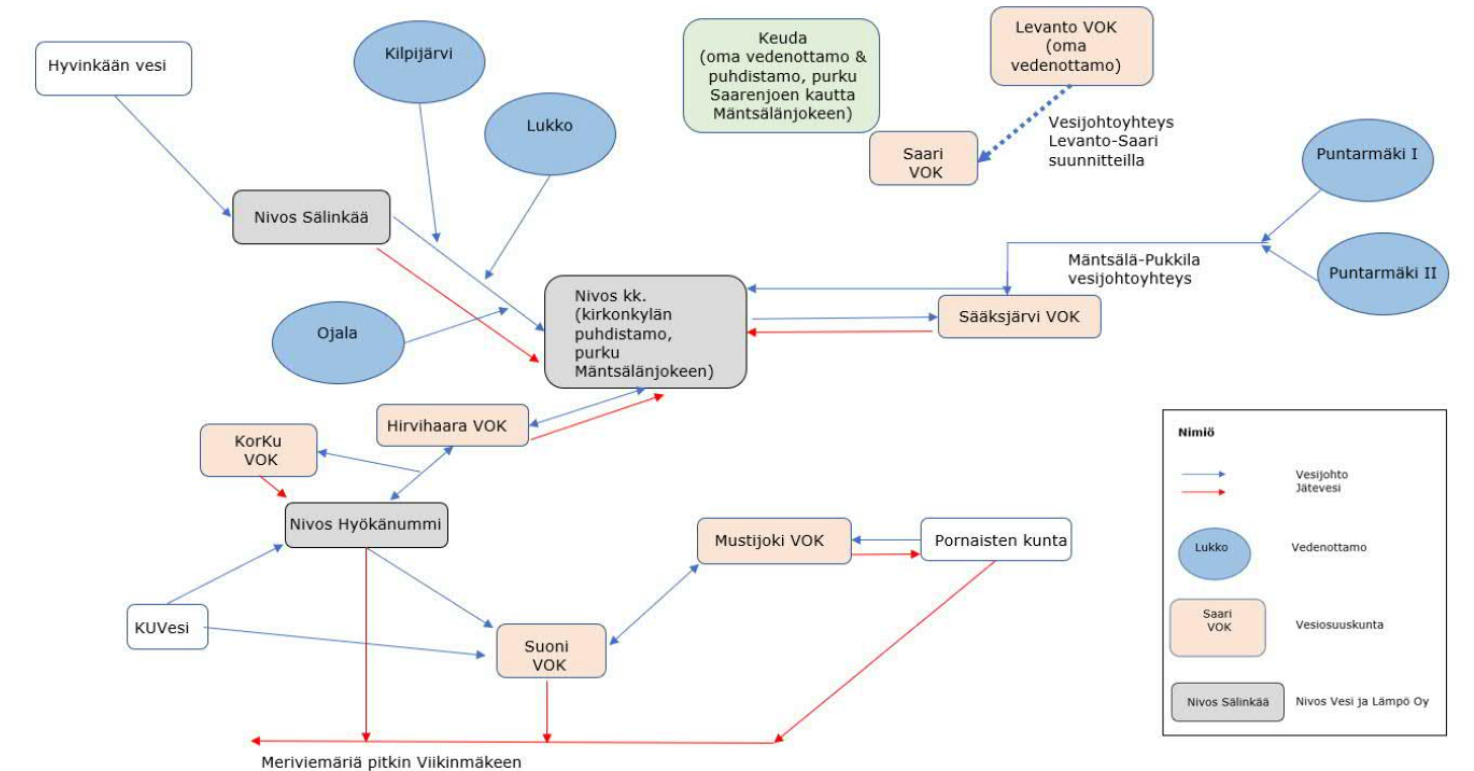 Hyvinkään vesi
Kilpijärvi
Lukko
Keuda
(oma vedenottamo &
puhdistamo, purku
Saarenjoen kautta
Mäntsälänjokeen)
Levanto VOK
(oma
vedenottamo)
Vesijohtoyhteys
Levanto-Saari
suunnitteilla
Saari
VOK
Puntarmäki I
Nivos Sälinkää
Mäntsälä-Pukkila
vesijohtoyhteys
Puntarmäki II
Nivos kk.
(kirkonkylän
puhdistamo,
purku
Mäntsälänjokeen)
Sääksjärvi VOK
Ojala
Hirvihaara VOK
KorKu
VOK
Nivos Hyökänummi
Mustijoki VOK
Pornaisten kunta
KUVesi
Suoni
VOK
Meriviemäriä pitkin Viikinmäkeen
Nimiö
Vesijohto
Jätevesi
Lukko
Vedenottamo
Saari
VOK
Vesiosuuskunta
Nivos Sälinkää
Nivos Vesi ja Lämpö Oy